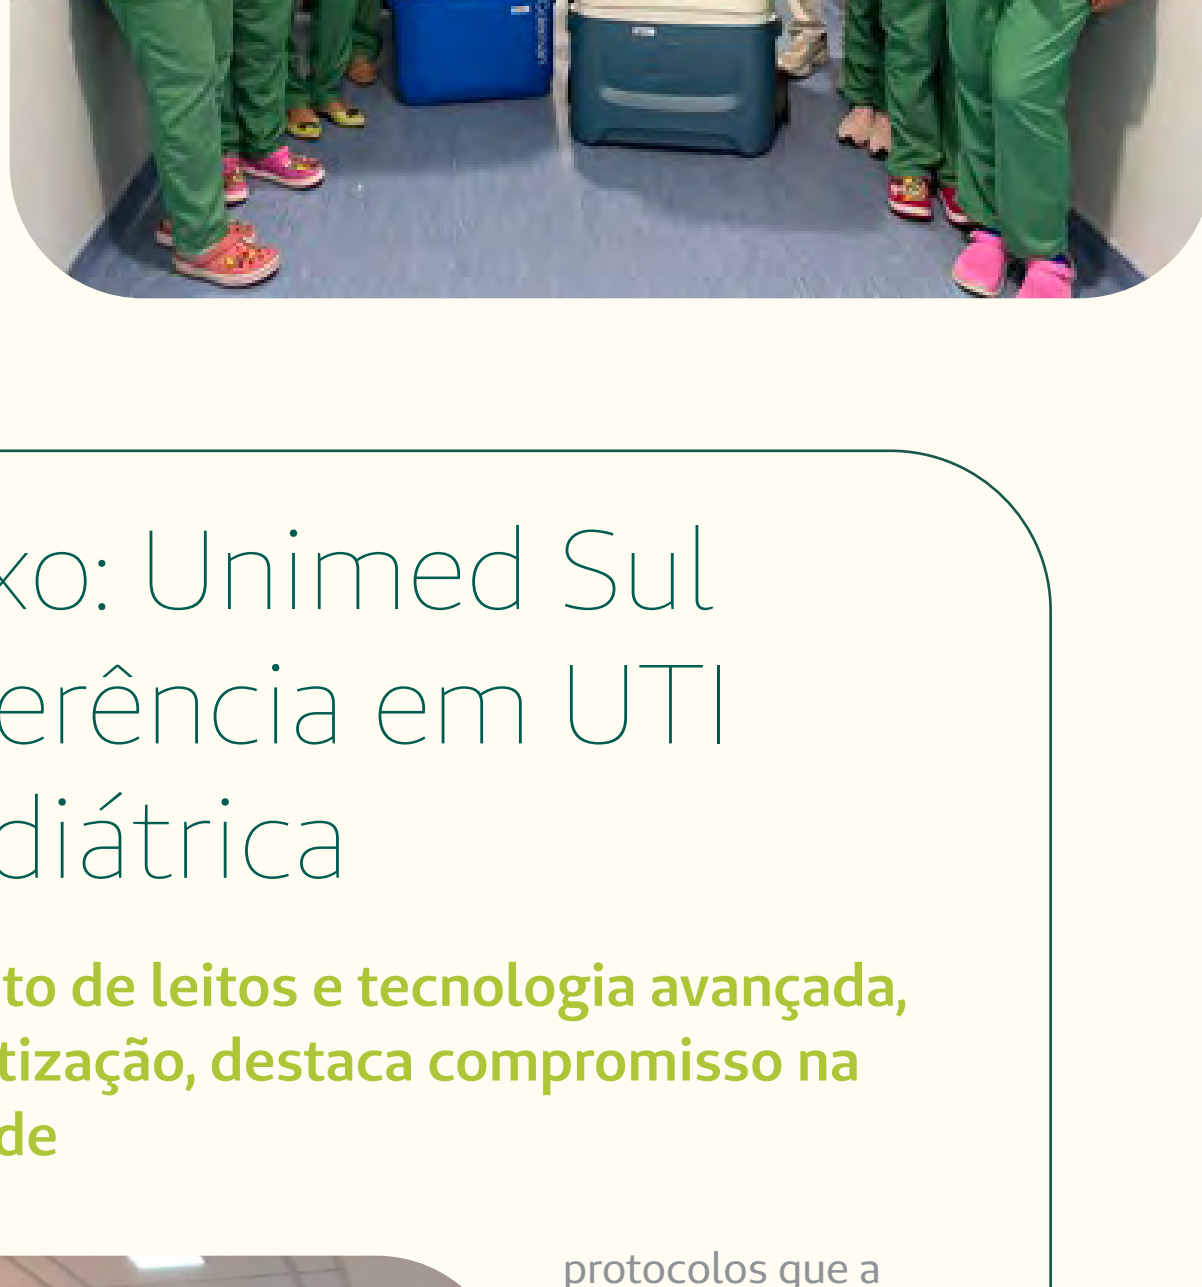 xo: Unimed Sul
erência em UTI
diátrica
to de leitos e tecnologia avançada,
tização, destaca compromisso na
de
protocolos que a